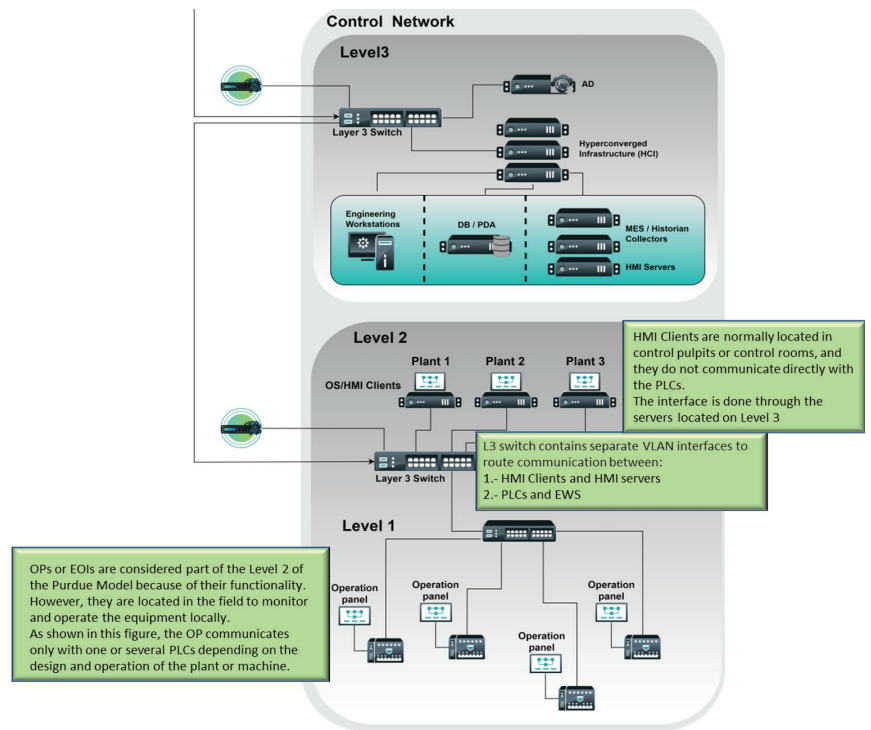 Control Network
Level3
AD
Layer 3 Switch
Hyperconverged
Infrastructure (HCI)
Engineering
Workstations
DB / PDA
MES / Historian
Collectors
HMI Servers
Level 2
Plant 1
Plant 2
Plant 3
OS/HMI Clients
HMI Clients are normally located in
control pulpits or control rooms, and
they do not communicate directly with
the PLCs.
The interface is done through the
servers located on Level 3
Layer 3 Switch
L3 switch contains separate VLAN interfaces to
route communication between:
1.- HMI Clients and HMI servers
2.- PLCs and EWS
Level 1
OPs or EOIs are considered part of the Level 2 of
the Purdue Model because of their functionality.
However, they are located in the field to monitor
and operate the equipment locally.
As shown in this figure, the OP communicates
only with one or several PLCs depending on the
design and operation of the plant or machine.
Operation
panel
Operation
panel
Operation
panel
Operation
panel